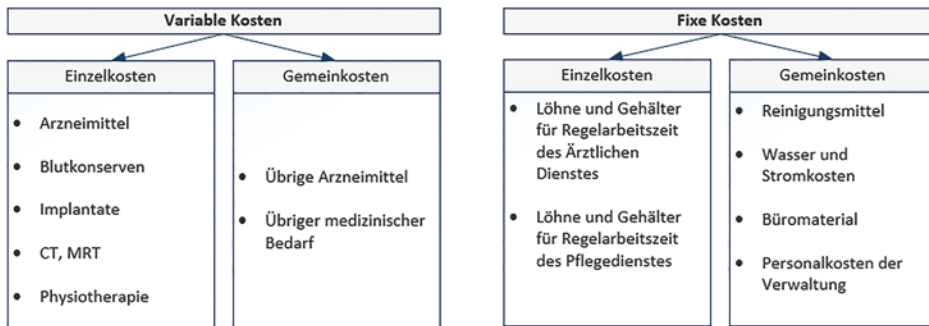 Variable Kosten
Einzelkosten
• Arzneimittel
• Blutkonserven
• Implantate
• CT, MRT
• Physiotherapie
Gemeinkosten
• Übrige Arzneimittel
• Übriger medizinischer
Bedarf
Fixe Kosten
Einzelkosten
• Löhne und Gehälter
für Regelarbeitszeit
des Ärztlichen
Dienstes
• Löhne und Gehälter
für Regelarbeitszeit
des Pflegedienstes
Gemeinkosten
• Reinigungsmittel
• Wasser und
Stromkosten
• Büromaterial
• Personalkosten der
Verwaltung